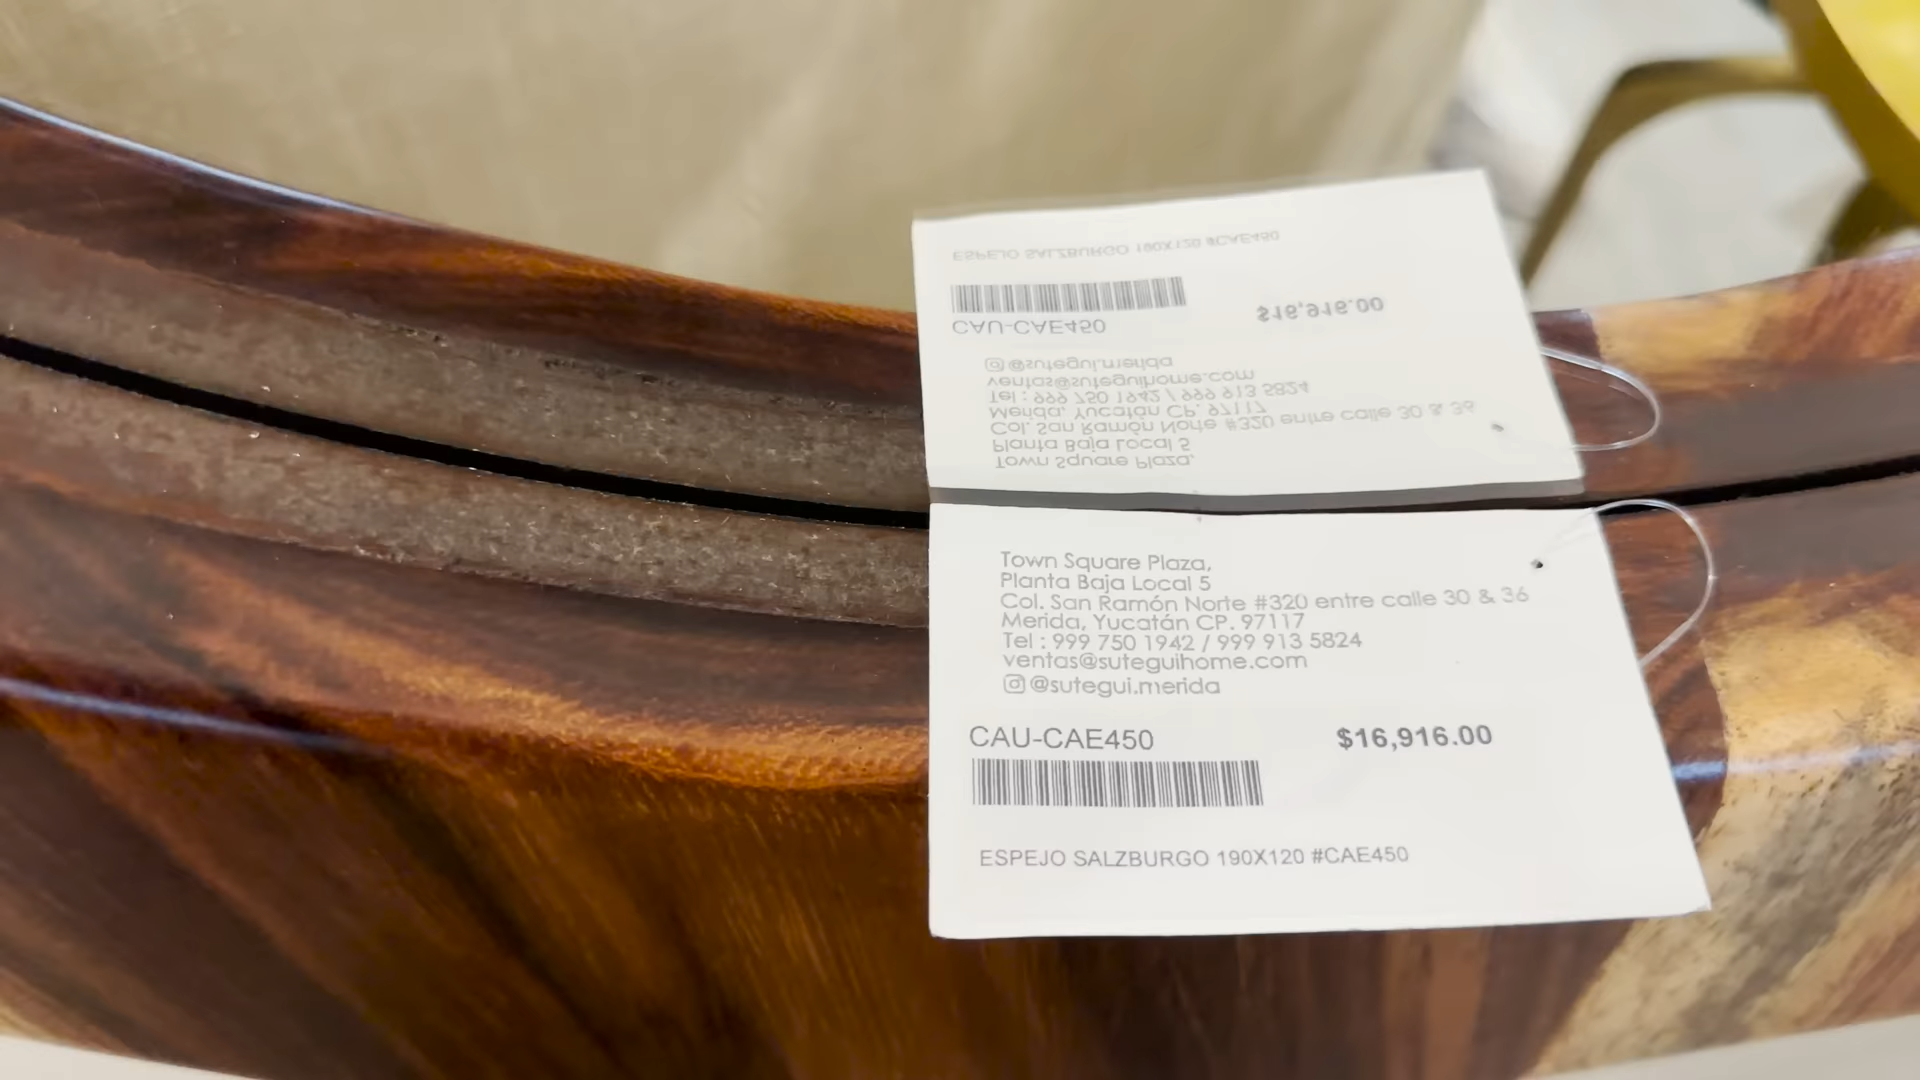 Town Square Plaza,
Planta Baja Local 5
Col. San Ramón Norte #320 entre calle 30 & 36
Merida, Yucatán CP. 97117
Tel : 999 750 1942 / 999 913 5824
ventas@suteguihome.com
@sutegui.merida
CAU-CAE450 $16,916.00
ESPEJO SALZBURGO 190X120 #CAE450